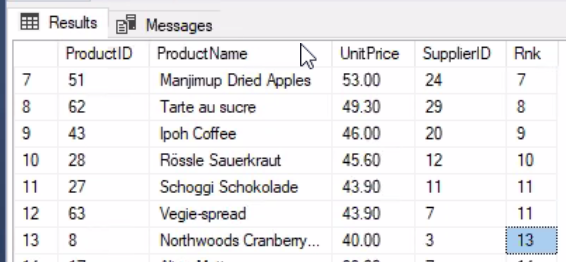 Results Messages
ProductID ProductName UnitPrice SupplierID Rnk
7 51 Manjimup Dried Apples 53.00 24 7
8 62 Tarte au sucre 49.30 29 8
9 43 Ipoh Coffee 46.00 20 9
10 28 Rössle Sauerkraut 45.60 12 10
11 27 Schoggi Schokolade 43.90 11 11
12 63 Vegie-spread 43.90 7 11
13 8 Northwoods Cranberry... 40.00 3 13